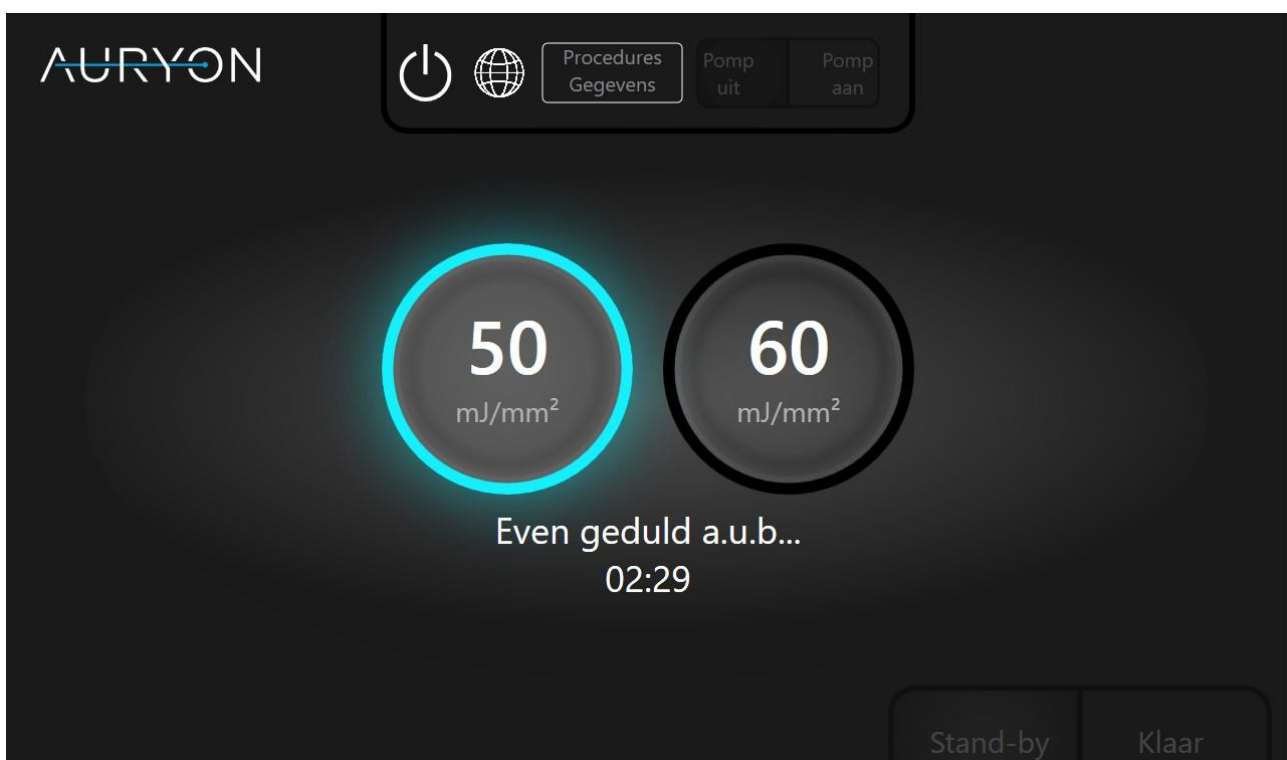 AURYON
Procedures
Gegevens
Pomp
uit
Pomp
aan
50
mJ/mm²
60
mJ/mm²
Even geduld a.u.b...
02:29
Stand-by
Klaar